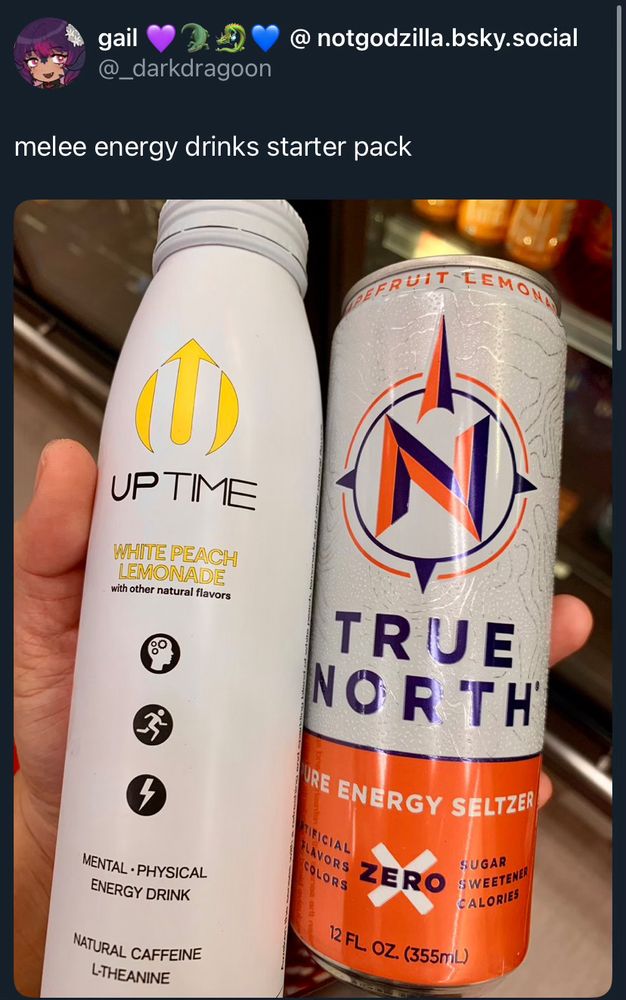 gail 💜🐊🐉💙 @ notgodzilla.bsky.social
@_darkdragoon
melee energy drinks starter pack
UPTIME
WHITE PEACH
LEMONADE
with other natural flavors
MENTAL • PHYSICAL
ENERGY DRINK
NATURAL CAFFEINE
L-THEANINE
EFRUIT LEMONA
N
TRUE
NORTH®
URE ENERGY SELTZER
TIFICIAL
FLAVORS
COLORS
ZERO
SUGAR
SWEETENER
CALORIES
12 FL. OZ. (355mL)